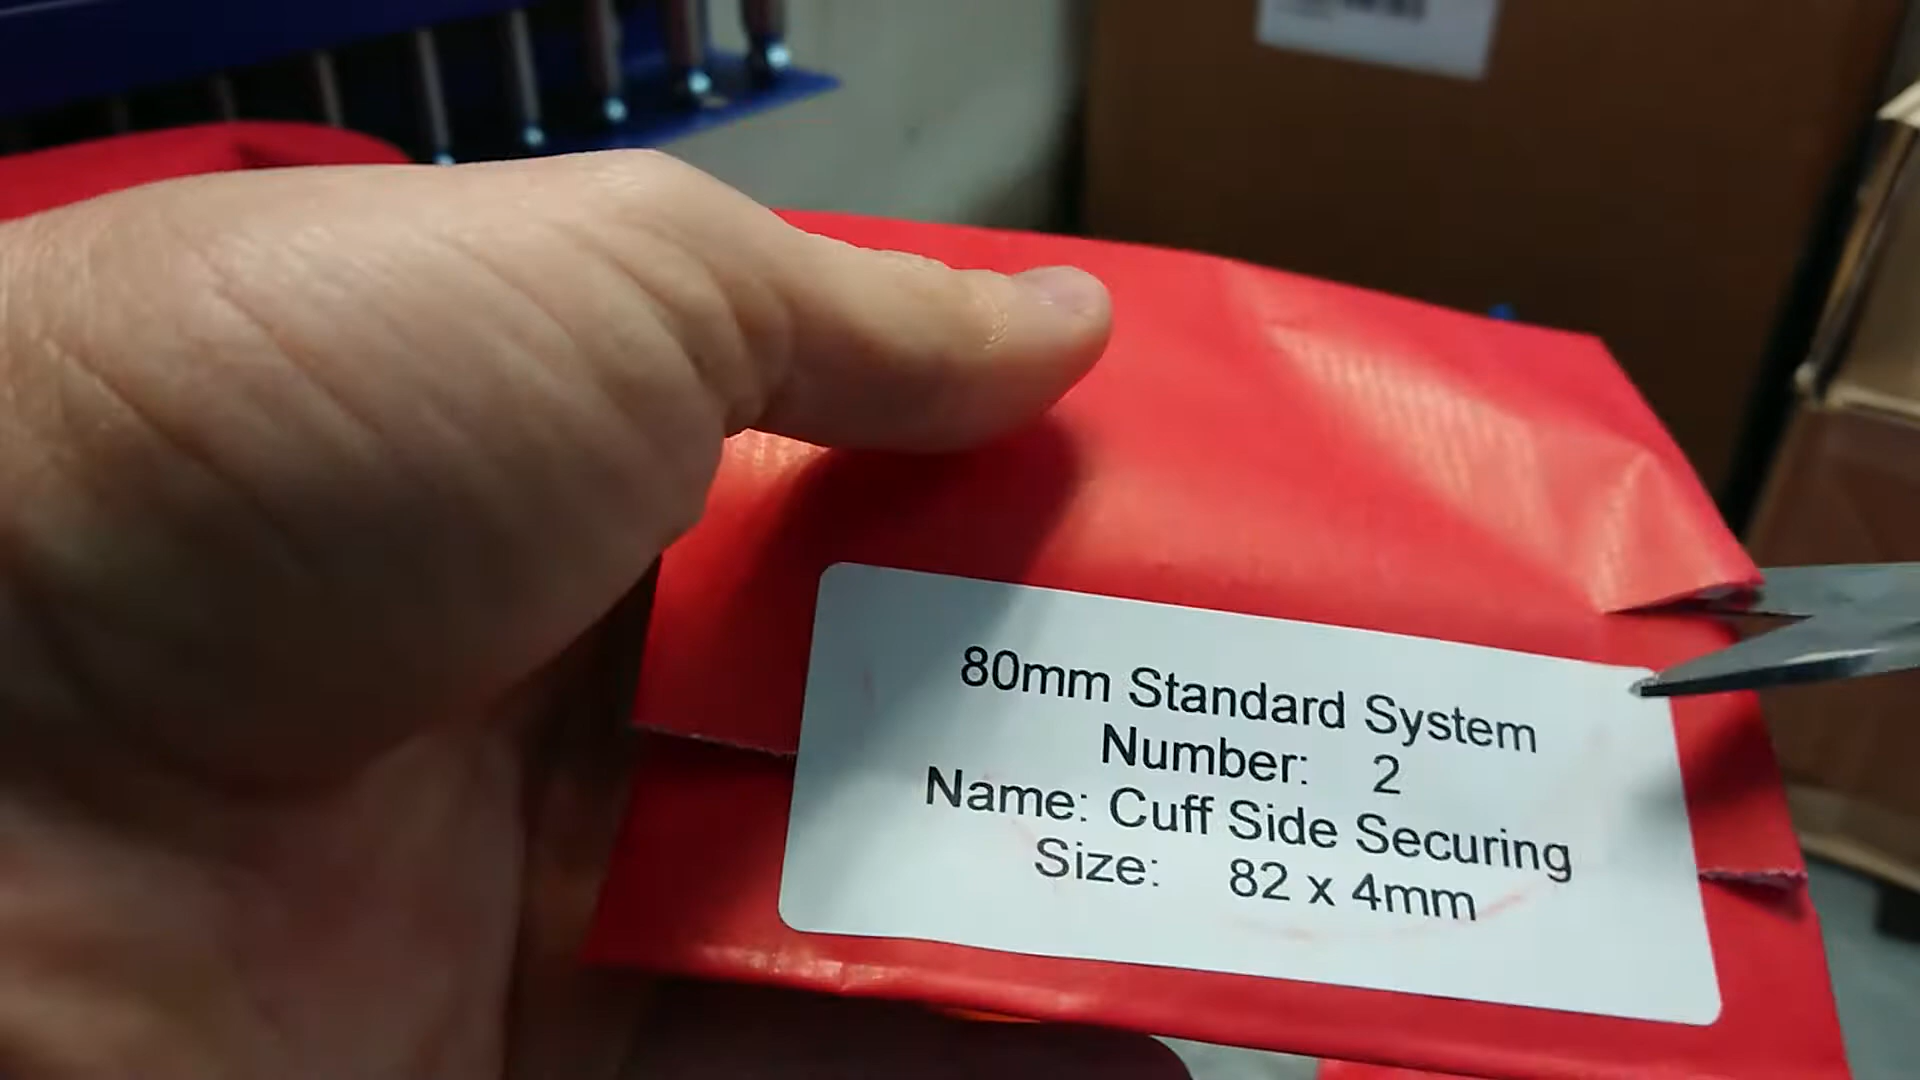 80mm Standard System
Number: 2
Name: Cuff Side Securing
Size: 82 x 4mm